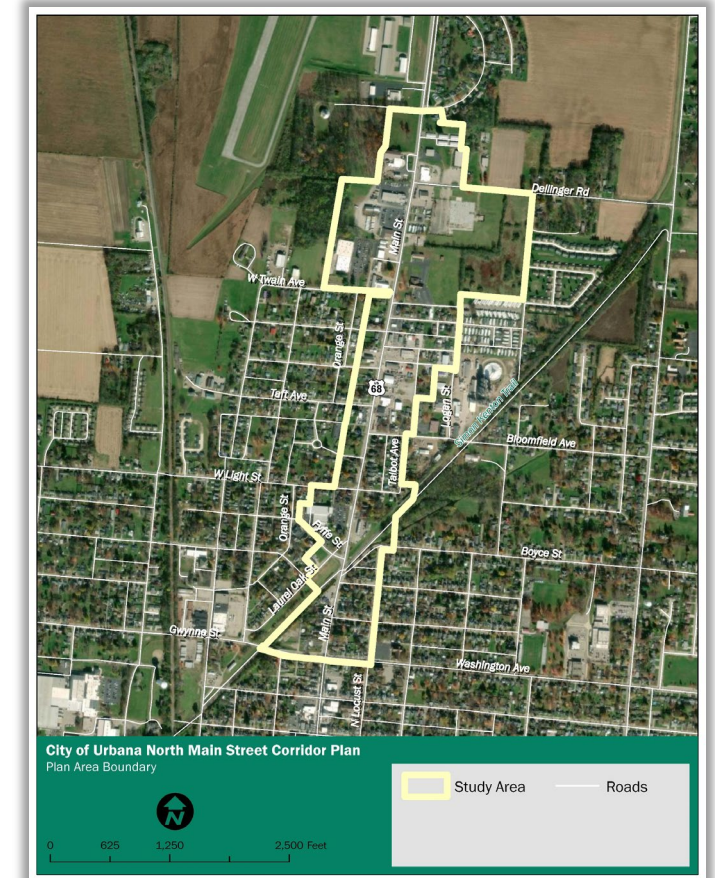 Dellinger Rd
Main St
W Twain Ave
Orange St
68
Taft Ave
Logan St
Simon Kenton Trail
Bloomfield Ave
Talbot Ave
W Light St
Orange St
Fyffe St
Boyce St
Laurel Oak St
Main St
Gwynne St
Washington Ave
N Locust St
City of Urbana North Main Street Corridor Plan
Plan Area Boundary
Study Area
Roads
N
0 625 1,250 2,500 Feet